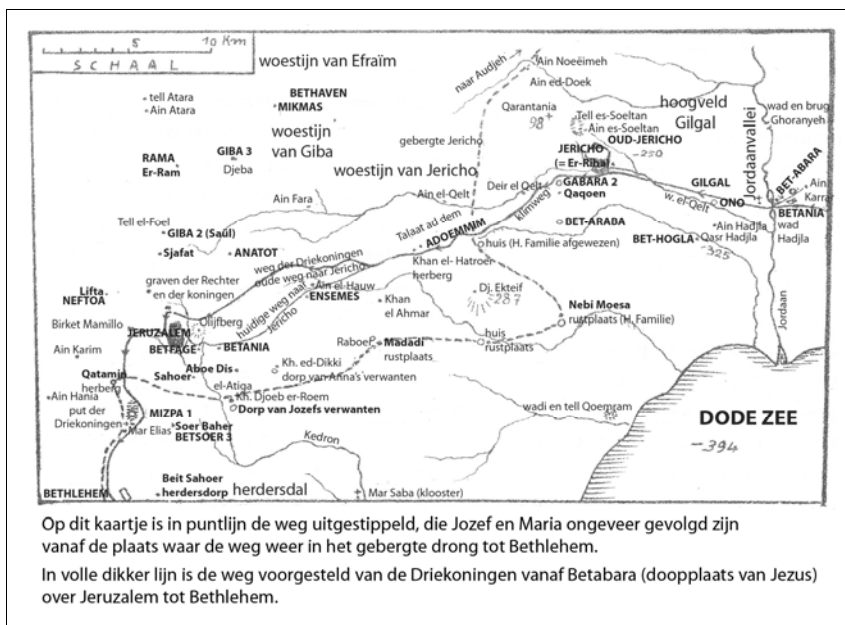 5
10 Km
SCHAAL
woestijn van Efraïm
naar Audjeh
Ain Noeëimeh
Ain ed-Doek
tell Atara
Ain Atara
BETHAVEN
MIKMAS
Qarantania
98
Tell es-Soeltan
Ain es-Soeltan
OUD-JERICHO
hoogveld
Gilgal
Jordaanvallei
wad en brug
Ghoranyeh
woestijn
van Giba
gebergte Jericho
JERICHO
(= Er-Riha)
-250
RAMA
Er-Ram
GIBA 3
Djeba
woestijn van Jericho
Deir el Qelt
GABARA 2
Qaqoen
GILGAL
BET-ABARA
Ain
Karra
Ain Fara
Ain el-Qelt
w. el-Qelt
ONO
BETANIA
wad
Hadjla
Tell el-Foel
GIBA 2 (Saül)
Talaat ad dem
klimweg
BET-ARABA
Ain Hadjla
Sjafat
ANATOT
weg der Driekoningen
oude weg naar Jericho
ADOEMMIM
huis (H. Familie afgewezen)
BET-HOGLA
Qasr Hadjla
-325
Khan el- Hatroer
herberg
graven der Rechter
en der koningen
huidige weg naar
Jericho
Ain el-Hauw
ENSEMES
Khan
el Ahmar
Dj. Ekteif
-287
Lifta
NEFTOA
Nebi Moesa
rustplaats (H. Familie)
Jordaan
Birket Mamillo
JERUZALEM
Olijfberg
BETFAGE
BETANIA
Raboe
Madadi
rustplaats
huis
rustplaats
Ain Karim
Aboe Dis
Kh. ed-Dikki
dorp van Anna's verwanten
Qatamin
herberg
Sahoer
el-Atiga
Kh. Djoeb er-Roem
Dorp van Jozefs verwanten
Ain Hania
put der
Driekoningen
MIZPA 1
wadi en tell Qoemram
DODE ZEE
-394
Mar Elias
Soer Baher
BETSOER 3
Kedron
Beit Sahoer
herdersdorp
herdersdal
BETHLEHEM
Mar Saba (klooster)
Op dit kaartje is in puntlijn de weg uitgestippeld, die Jozef en Maria ongeveer gevolgd zijn
vanaf de plaats waar de weg weer in het gebergte drong tot Bethlehem.
In volle dikker lijn is de weg voorgesteld van de Driekoningen vanaf Betabara (doopplaats van Jezus)
over Jeruzalem tot Bethlehem.